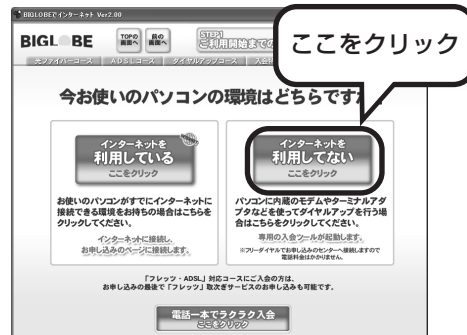 BIGLOBEでインターネット Ver2.00
BIGLOBE
TOPの画面へ
前の画面へ
STEP1
ご利用開始までの
ここをクリック
光ファイバーコース
ADSLコース
ダイヤルアップコース
今お使いのパソコンの環境はどちらですか
インターネットを
利用している
ここをクリック
インターネットを
利用してない
ここをクリック
お使いのパソコンがすでにインターネットに
接続できる環境をお持ちの場合はこちらを
クリックしてください。
インターネットに接続し、
お申し込みのページに接続します。
パソコンに内蔵のモデムやターミナルアダ
プタなどを使ってダイヤルアップを行う場
合はこちらをクリックしてください。
専用の入会ツールが起動します。
※フリーダイヤルでお申し込みのセンターへ接続しますので
電話料金はかかりません。
「フレッツ・ADSL」対応コースにご入会の方は、
お申し込みの最後で「フレッツ」取次ぎサービスのお申し込みも可能です。
電話一本でラクラク入会
ここをクリック